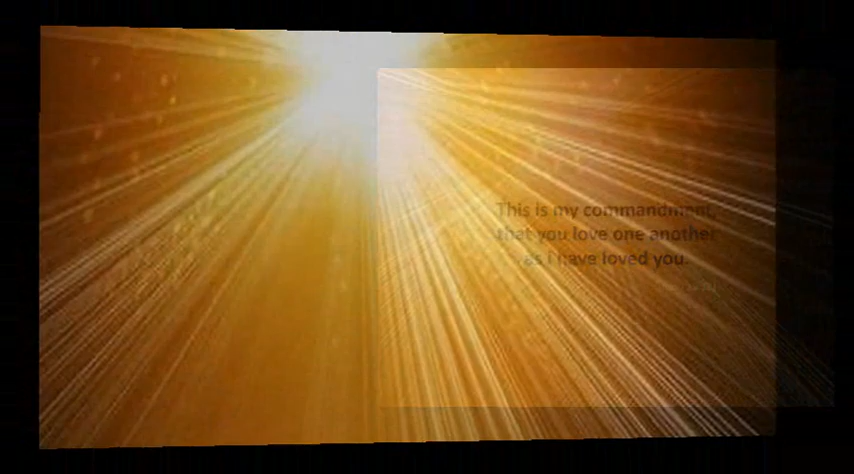 This is my commandment,
that you love one another
as I have loved you.